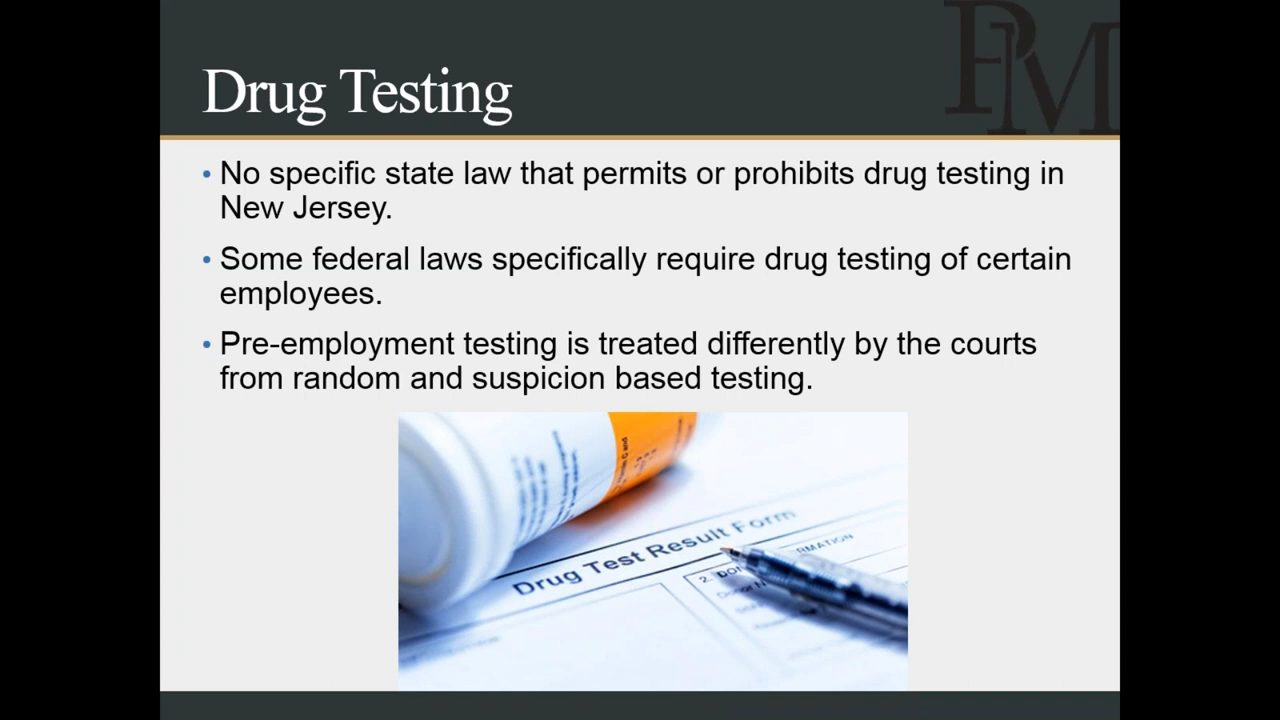 PM
Drug Testing
• No specific state law that permits or prohibits drug testing in
New Jersey.
• Some federal laws specifically require drug testing of certain
employees.
• Pre-employment testing is treated differently by the courts
from random and suspicion based testing.
Drug Test Result Form
2.